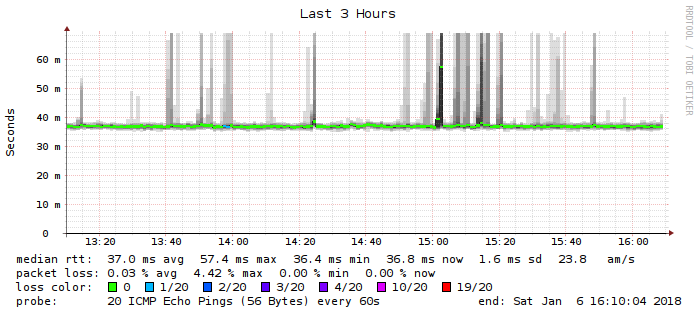 Last 3 Hours
RRDTOOL / TOBI OETIKER
Seconds
60 m
50 m
40 m
30 m
20 m
10 m
0
13:20 13:40 14:00 14:20 14:40 15:00 15:20 15:40 16:00
median rtt: 37.0 ms avg 57.4 ms max 36.4 ms min 36.8 ms now 1.6 ms sd 23.8 am/s
packet loss: 0.03 % avg 4.42 % max 0.00 % min 0.00 % now
loss color: 0 1/20 2/20 3/20 4/20 10/20 19/20
probe: 20 ICMP Echo Pings (56 Bytes) every 60s end: Sat Jan 6 16:10:04 2018